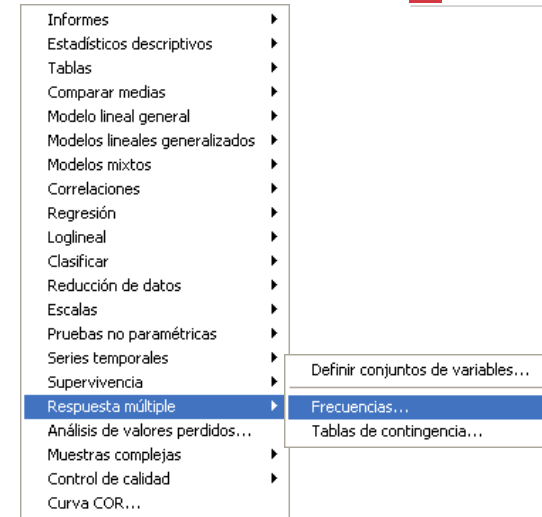 Informes
Estadísticos descriptivos
Tablas
Comparar medias
Modelo lineal general
Modelos lineales generalizados
Modelos mixtos
Correlaciones
Regresión
Loglineal
Clasificar
Reducción de datos
Escalas
Pruebas no paramétricas
Series temporales
Supervivencia
Respuesta múltiple
Análisis de valores perdidos...
Muestras complejas
Control de calidad
Curva COR...
Definir conjuntos de variables...
Frecuencias...
Tablas de contingencia...